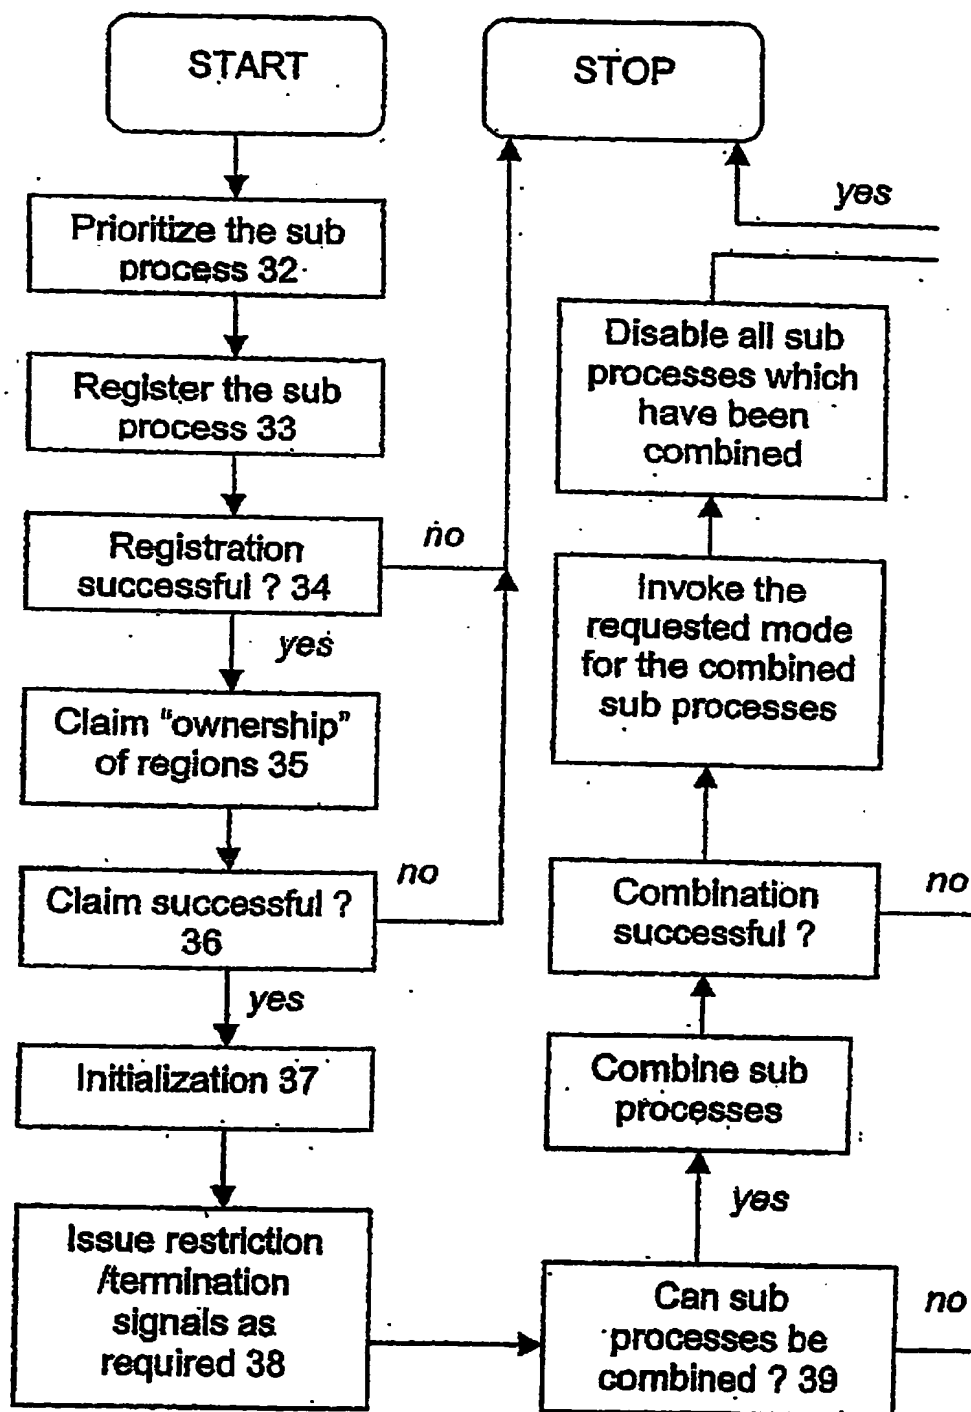 START
Prioritize the sub
process 32
Register the sub
process 33
Registration
successful ? 34
no
yes
Claim "ownership"
of regions 35
Claim successful ?
36
no
yes
Initialization 37
Issue restriction
/termination
signals as
required 38
STOP
yes
Disable all sub
processes which
have been
combined
Invoke the
requested mode
for the combined
sub processes
Combination
successful ?
no
Combine sub
processes
yes
Can sub
processes be
combined ? 39
no